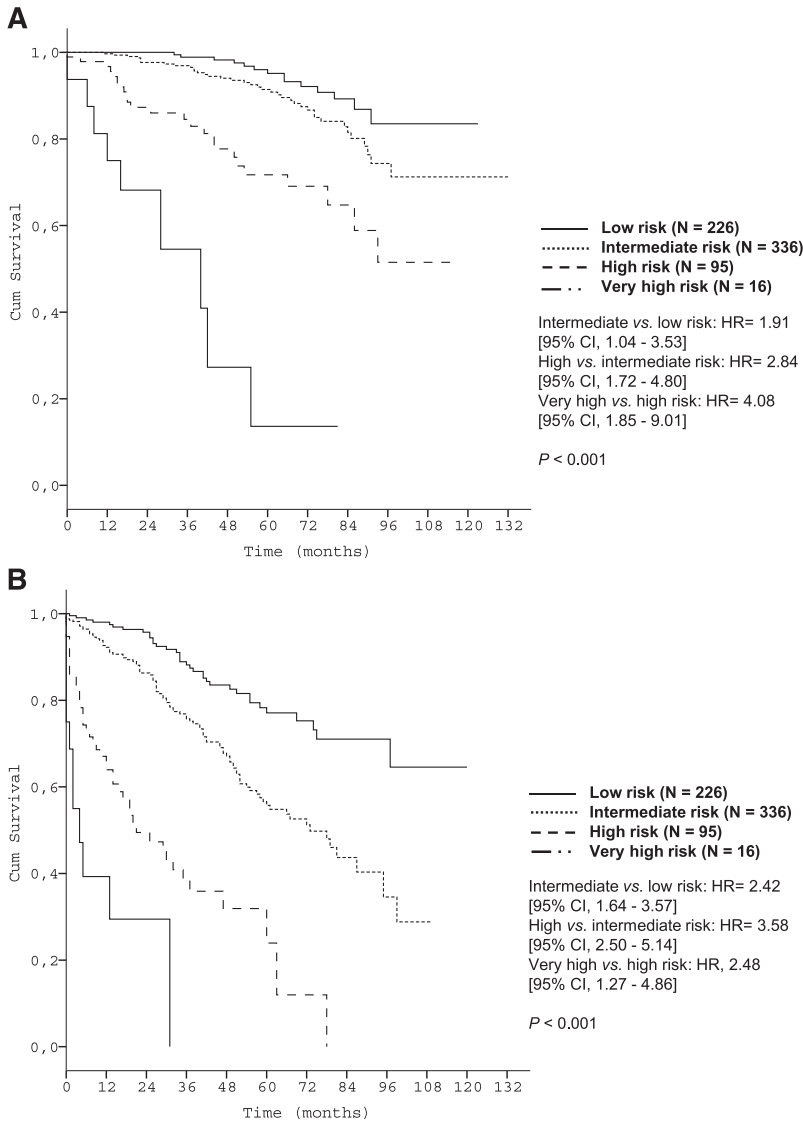 A
1,0
0,8
0,6
0,4
0,2
0,0
Cum Survival
0 12 24 36 48 60 72 84 96 108 120 132
Time (months)
Low risk (N = 226)
Intermediate risk (N = 336)
High risk (N = 95)
Very high risk (N = 16)
Intermediate vs. low risk: HR= 1.91
[95% CI, 1.04 - 3.53]
High vs. intermediate risk: HR= 2.84
[95% CI, 1.72 - 4.80]
Very high vs. high risk: HR= 4.08
[95% CI, 1.85 - 9.01]
P < 0.001
B
1,0
0,8
0,6
0,4
0,2
0,0
Cum Survival
0 12 24 36 48 60 72 84 96 108 120 132
Time (months)
Low risk (N = 226)
Intermediate risk (N = 336)
High risk (N = 95)
Very high risk (N = 16)
Intermediate vs. low risk: HR= 2.42
[95% CI, 1.64 - 3.57]
High vs. intermediate risk: HR= 3.58
[95% CI, 2.50 - 5.14]
Very high vs. high risk: HR, 2.48
[95% CI, 1.27 - 4.86]
P < 0.001